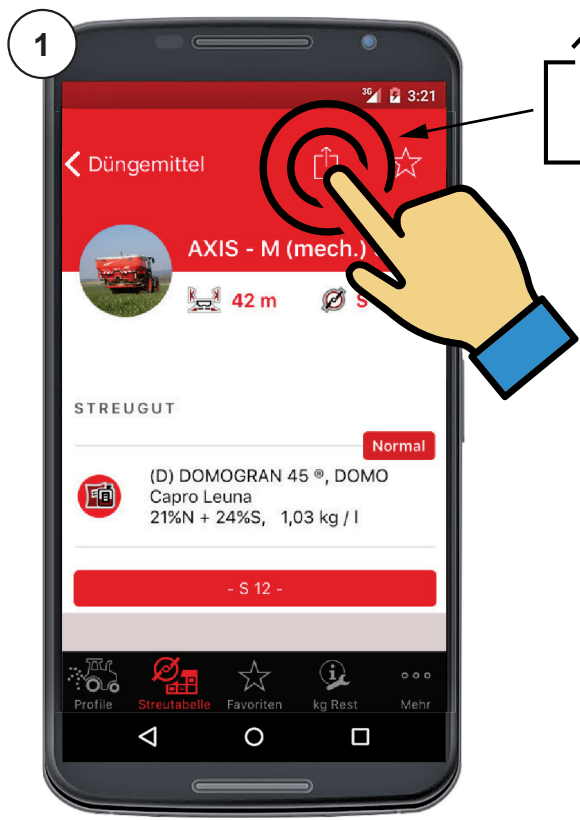 1
3G 3:21
Düngemittel
AXIS - M (mech.)
42 m S
STREUGUT
Normal
(D) DOMOGRAN 45 ®, DOMO
Capro Leuna
21%N + 24%S, 1,03 kg / l
- S 12 -
Profile Streutabelle Favoriten kg Rest Mehr